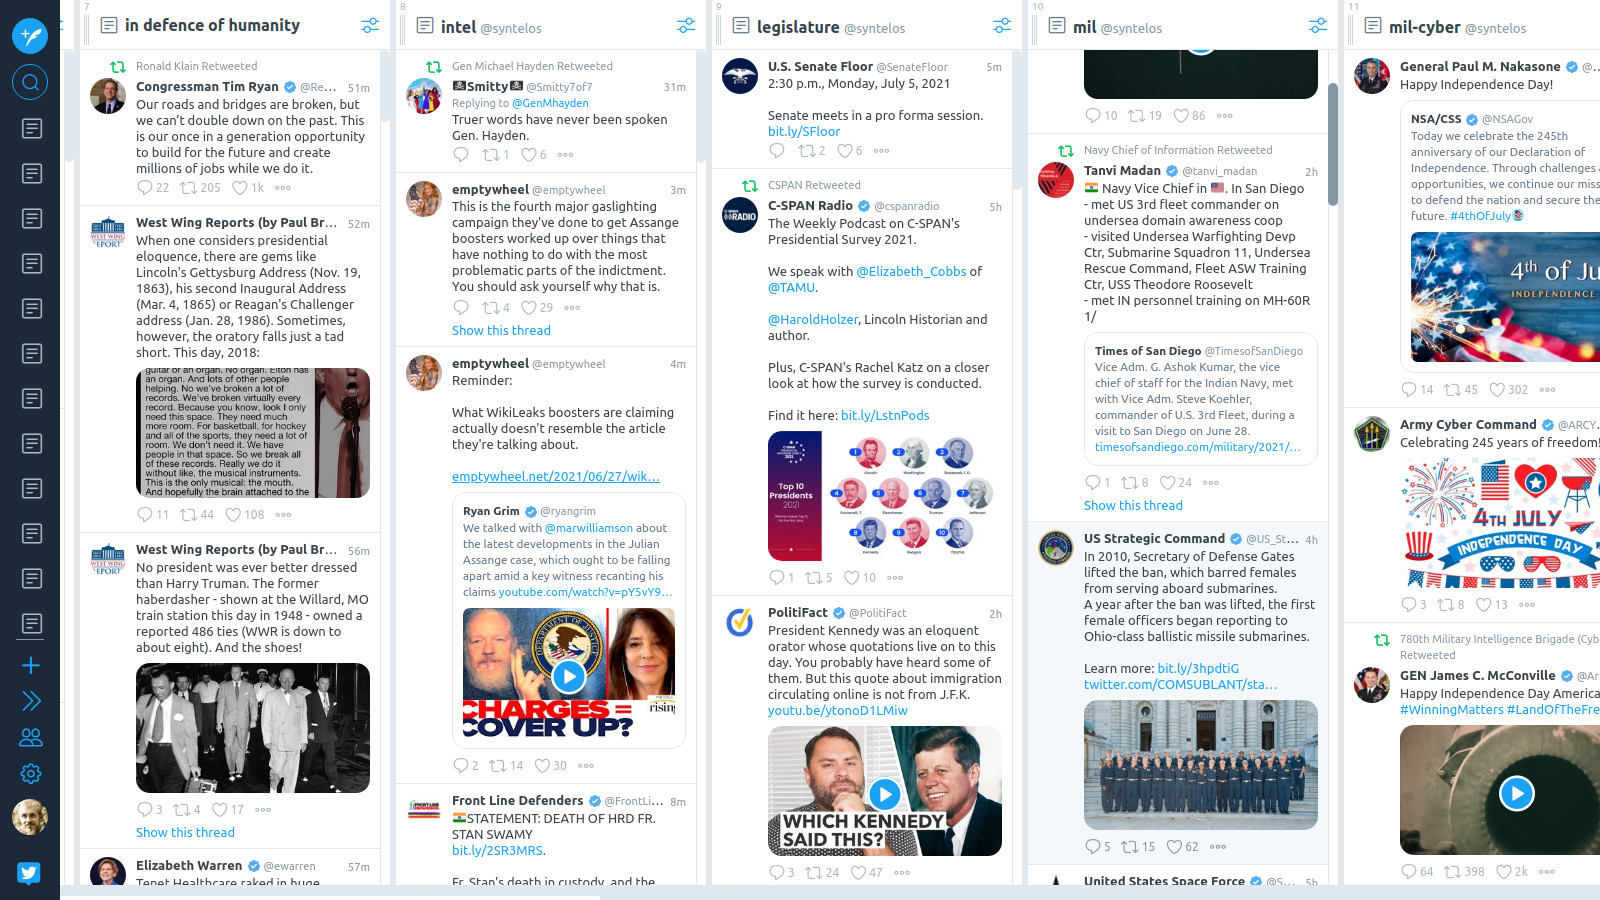 7
in defence of humanity
Ronald Klain Retweeted
Congressman Tim Ryan @Re... 51m
Our roads and bridges are broken, but
we can't double down on the past. This
is our once in a generation opportunity
to build for the future and create
millions of jobs while we do it.
22 205 1k
West Wing Reports (by Paul Br... 52m
When one considers presidential
eloquence, there are gems like
Lincoln's Gettysburg Address (Nov. 19,
1863), his second Inaugural Address
(Mar. 4, 1865) or Reagan's Challenger
address (Jan. 28, 1986). Sometimes,
however, the oratory falls just a tad
short. This day, 2018:
guitar or an organ. No organ. Elton has
an organ. And lots of other people
helping. No we've broken a lot of
records. We've broken virtually every
record. Because you know, look I only
need this space. They need much
more room. For basketball, for hockey
and all of the sports, they need a lot of
room. We don't need it. We have
people in that space. So we break all
of these records. Really we do it
without like, the musical instruments.
This is the only musical: the mouth.
And hopefully the brain attached to the
11 44 108
West Wing Reports (by Paul Br... 56m
No president was ever better dressed
than Harry Truman. The former
haberdasher - shown at the Willard, MO
train station this day in 1948 - owned a
reported 486 ties (WWR is down to
about eight). And the shoes!
3 4 17
Show this thread
Elizabeth Warren @ewarren 57m
Tenet Healthcare raked in huge
8
intel @syntelos
Gen Michael Hayden Retweeted
Smitty @Smitty7of7 31m
Replying to @GenMhayden
Truer words have never been spoken
Gen. Hayden.
1 6
emptywheel @emptywheel 3m
This is the fourth major gaslighting
campaign they've done to get Assange
boosters worked up over things that
have nothing to do with the most
problematic parts of the indictment.
You should ask yourself why that is.
4 29
Show this thread
emptywheel @emptywheel 4m
Reminder:
What WikiLeaks boosters are claiming
actually doesn't resemble the article
they're talking about.
emptywheel.net/2021/06/27/wik...
Ryan Grim @ryangrim
We talked with @marwilliamson about
the latest developments in the Julian
Assange case, which ought to be falling
apart amid a key witness recanting his
claims youtube.com/watch?v=pY5vY9...
DEPARTMENT OF JUSTICE
rising
CHARGES =
COVER UP?
2 14 30
Front Line Defenders @FrontLi... 8m
STATEMENT: DEATH OF HRD FR.
STAN SWAMY
bit.ly/2SR3MRS.
Fr. Stan's death in custody, and the
9
legislature @syntelos
U.S. Senate Floor @SenateFloor 5m
2:30 p.m., Monday, July 5, 2021
Senate meets in a pro forma session.
bit.ly/SFloor
2 6
CSPAN Retweeted
C-SPAN Radio @cspanradio 5h
The Weekly Podcast on C-SPAN's
Presidential Survey 2021.
We speak with @Elizabeth_Cobbs of
@TAMU.
@HaroldHolzer, Lincoln Historian and
author.
Plus, C-SPAN's Rachel Katz on a closer
look at how the survey is conducted.
Find it here: bit.ly/LstnPods
Top 10
Presidents
2021
1 2 3
Lincoln Washington Roosevelt, F. D.
4 5 6 7
Roosevelt, T. Eisenhower Truman Jefferson
8 9 10
Kennedy Reagan Obama
1 5 10
PolitiFact @PolitiFact 2h
President Kennedy was an eloquent
orator whose quotations live on to this
day. You probably have heard some of
them. But this quote about immigration
circulating online is not from J.F.K.
youtu.be/ytonoD1LMiw
WHICH KENNEDY
SAID THIS?
3 24 47
10
mil @syntelos
10 19 86
Navy Chief of Information Retweeted
Tanvi Madan @tanvi_madan 2h
Navy Vice Chief in 🇺🇸. In San Diego
- met US 3rd fleet commander on
undersea domain awareness coop
- visited Undersea Warfighting Devp
Ctr, Submarine Squadron 11, Undersea
Rescue Command, Fleet ASW Training
Ctr, USS Theodore Roosevelt
- met IN personnel training on MH-60R
1/
Times of San Diego @TimesofSanDiego
Vice Adm. G. Ashok Kumar, the vice
chief of staff for the Indian Navy, met
with Vice Adm. Steve Koehler,
commander of U.S. 3rd Fleet, during a
visit to San Diego on June 28.
timesofsandiego.com/military/2021/...
1 8 24
Show this thread
US Strategic Command @US_St... 4h
In 2010, Secretary of Defense Gates
lifted the ban, which barred females
from serving aboard submarines.
A year after the ban was lifted, the first
female officers began reporting to
Ohio-class ballistic missile submarines.
Learn more: bit.ly/3hpdtiG
twitter.com/COMSUBLANT/sta...
5 15 62
United States Space Force @S... 5h
11
mil-cyber @syntelos
General Paul M. Nakasone @...
Happy Independence Day!
NSA/CSS @NSAGov
Today we celebrate the 245th
anniversary of our Declaration of
Independence. Through challenges
opportunities, we continue our miss
to defend the nation and secure the
future. #4thOfJuly
4th of Ju
INDEPENDENCE
14 45 302
Army Cyber Command @ARCY...
Celebrating 245 years of freedom!
4TH JULY
INDEPENDENCE DAY
3 8 13
780th Military Intelligence Brigade (Cyb
Retweeted
GEN James C. McConville @Ar
Happy Independence Day America
#WinningMatters #LandOfTheFre
64 398 2k